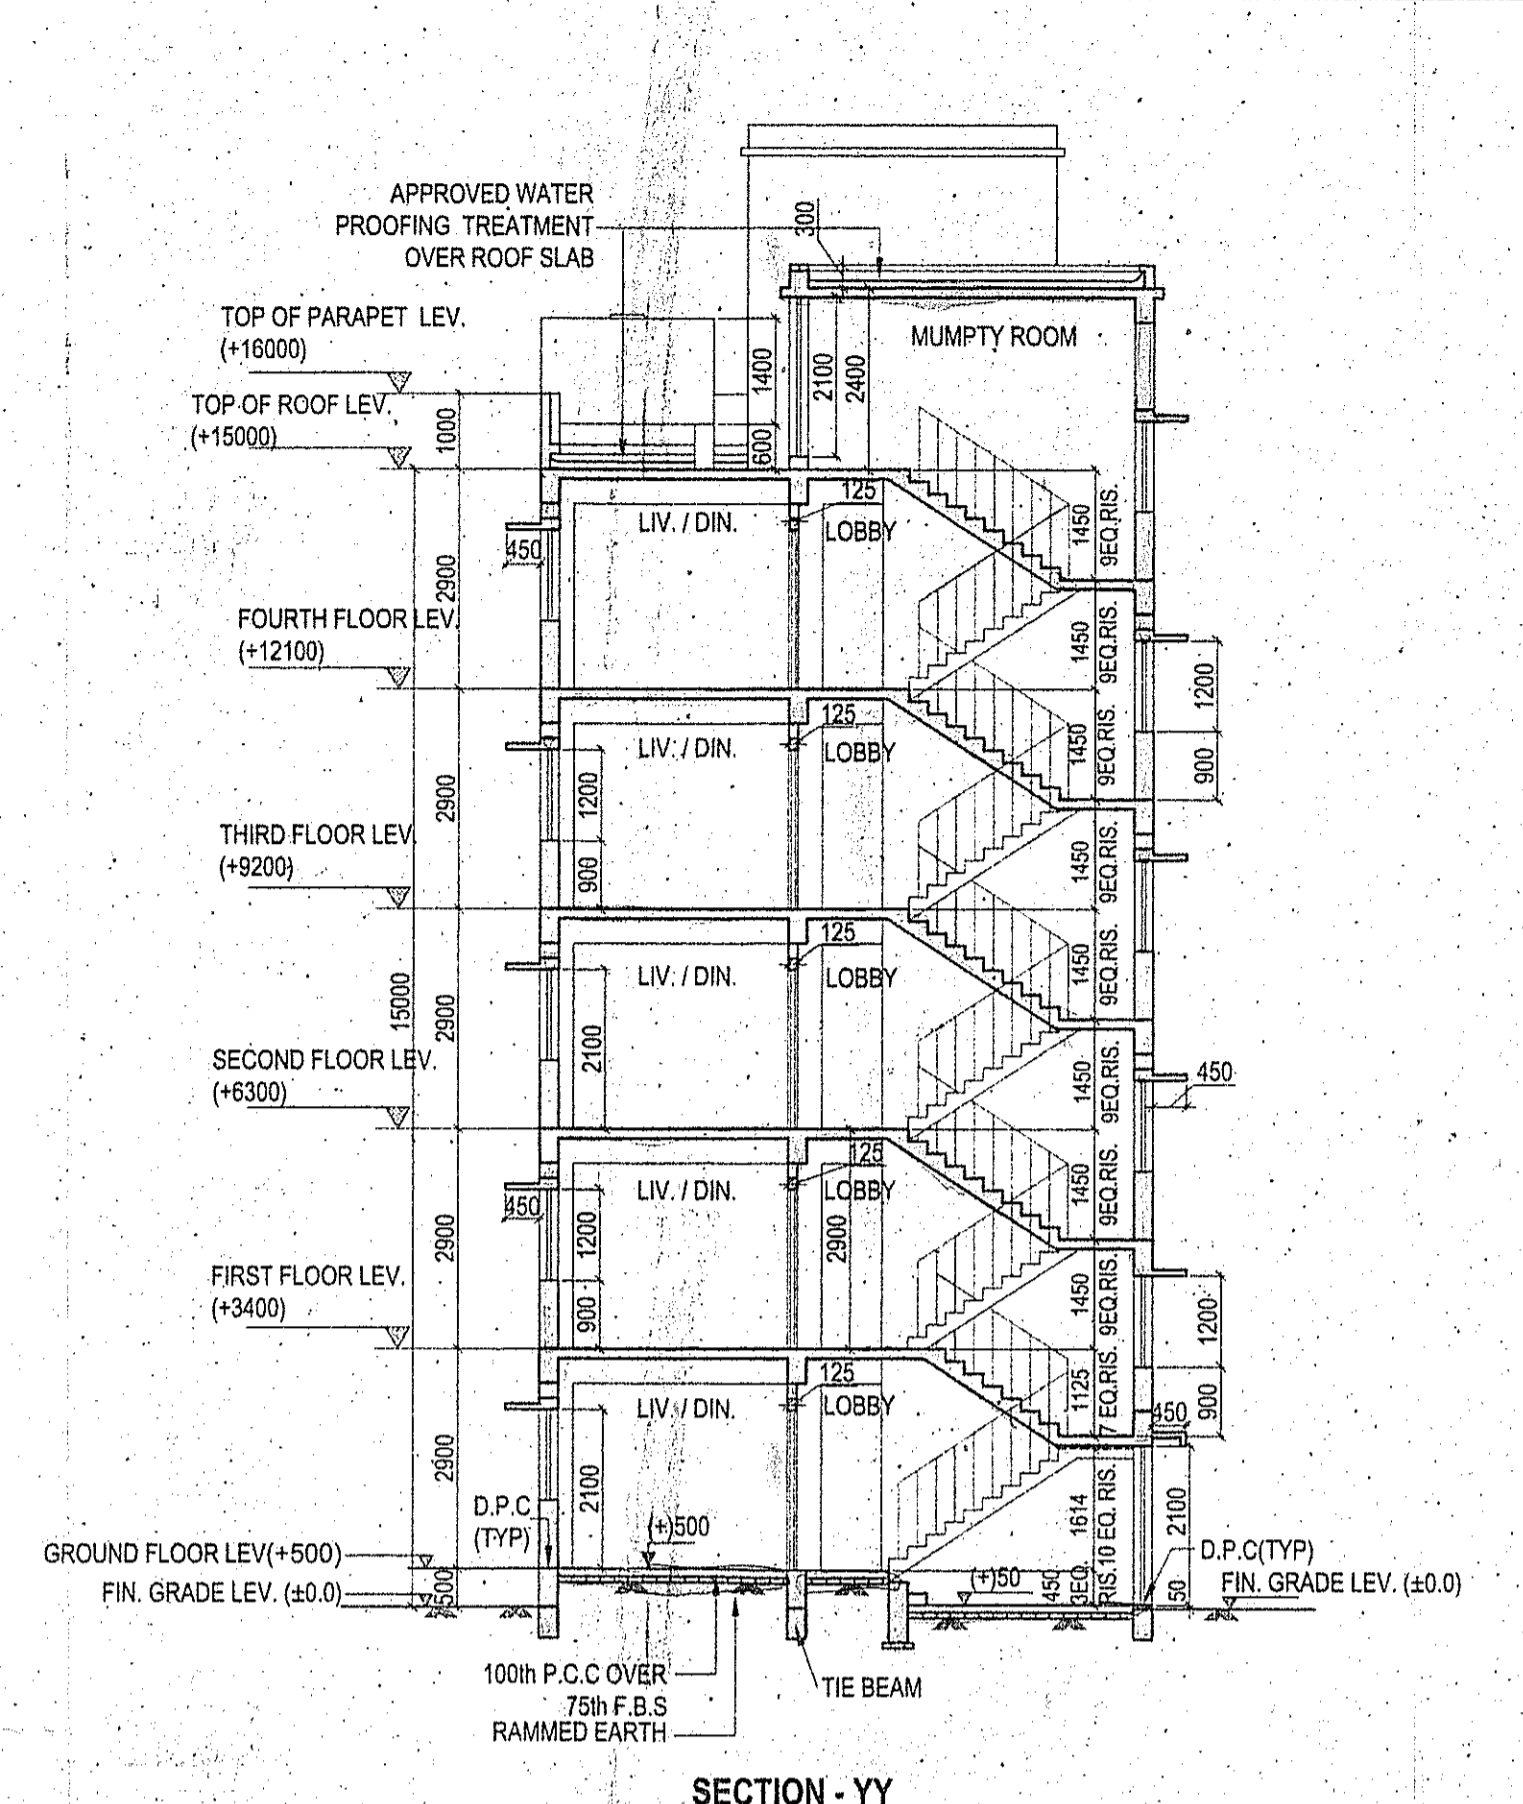 APPROVED WATER
PROOFING TREATMENT
OVER ROOF SLAB
300
TOP OF PARAPET LEV.
(+16000)
MUMPTY ROOM
1400
2100
2400
TOP OF ROOF LEV.
(+15000)
1000
600
125
LIV. / DIN.
LOBBY
450
1450
9EQ.RIS.
2900
FOURTH FLOOR LEV.
(+12100)
1450
9EQ.RIS.
1200
125
LIV. / DIN.
LOBBY
1450
9EQ.RIS.
900
2900
1200
THIRD FLOOR LEV.
(+9200)
900
1450
9EQ.RIS.
125
LIV. / DIN.
LOBBY
1450
9EQ.RIS.
15000
2900
2100
SECOND FLOOR LEV.
(+6300)
1450
9EQ.RIS.
450
125
LIV. / DIN.
LOBBY
450
1450
9EQ.RIS.
2900
1200
2900
FIRST FLOOR LEV.
(+3400)
900
1450
9EQ.RIS.
1200
125
LIV. / DIN.
LOBBY
1125
7 EQ.RIS.
450
900
2900
2100
D.P.C
(TYP)
(+)500
1614
10 EQ. RIS.
2100
GROUND FLOOR LEV(+500)
D.P.C(TYP)
FIN. GRADE LEV. (±0.0)
500
(+)50
450
3EQ.
RIS.
50
FIN. GRADE LEV. (±0.0)
100th P.C.C OVER
75th F.B.S
RAMMED EARTH
TIE BEAM
SECTION - YY